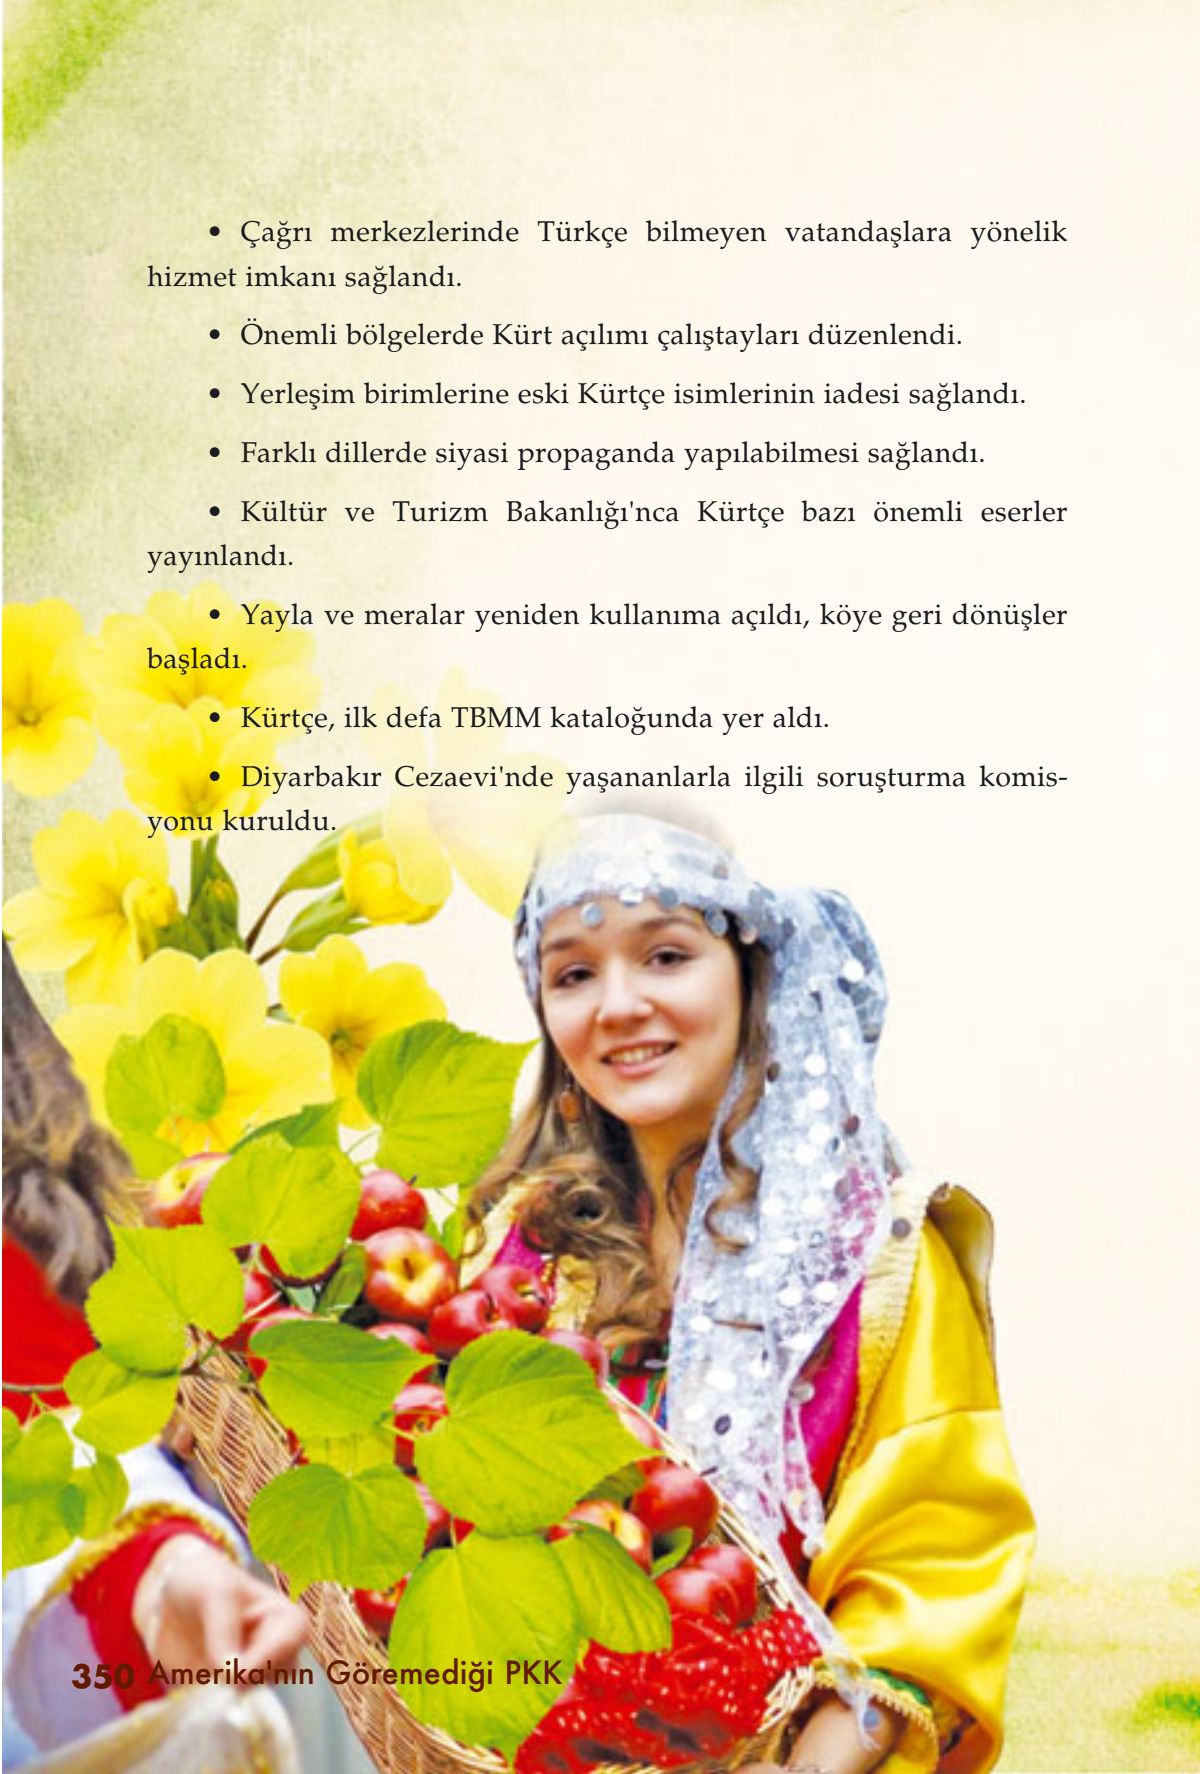 • Çağrı merkezlerinde Türkçe bilmeyen vatandaşlara yönelik
hizmet imkanı sağlandı.
• Önemli bölgelerde Kürt açılımı çalıştayları düzenlendi.
• Yerleşim birimlerine eski Kürtçe isimlerinin iadesi sağlandı.
• Farklı dillerde siyasi propaganda yapılabilmesi sağlandı.
• Kültür ve Turizm Bakanlığı'nca Kürtçe bazı önemli eserler
yayınlandı.
• Yayla ve meralar yeniden kullanıma açıldı, köye geri dönüşler
başladı.
• Kürtçe, ilk defa TBMM kataloğunda yer aldı.
• Diyarbakır Cezaevi'nde yaşananlarla ilgili soruşturma komis-
yonu kuruldu.
350 Amerika'nın Göremediği PKK